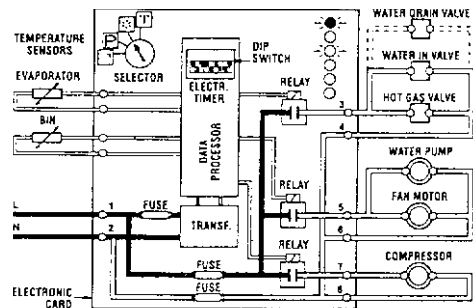 TEMPERATURE SENSORS
EVAPORATOR
BIN
L
N
ELECTRONIC CARD
T
P
SELECTOR
DIP SWITCH
ELECTR. TIMER
DATA PROCESSOR
TRANSF.
1
2
FUSE
FUSE
FUSE
RELAY
RELAY
RELAY
3
4
5
6
7
8
WATER DRAIN VALVE
WATER IN VALVE
HOT GAS VALVE
WATER PUMP
FAN MOTOR
COMPRESSOR